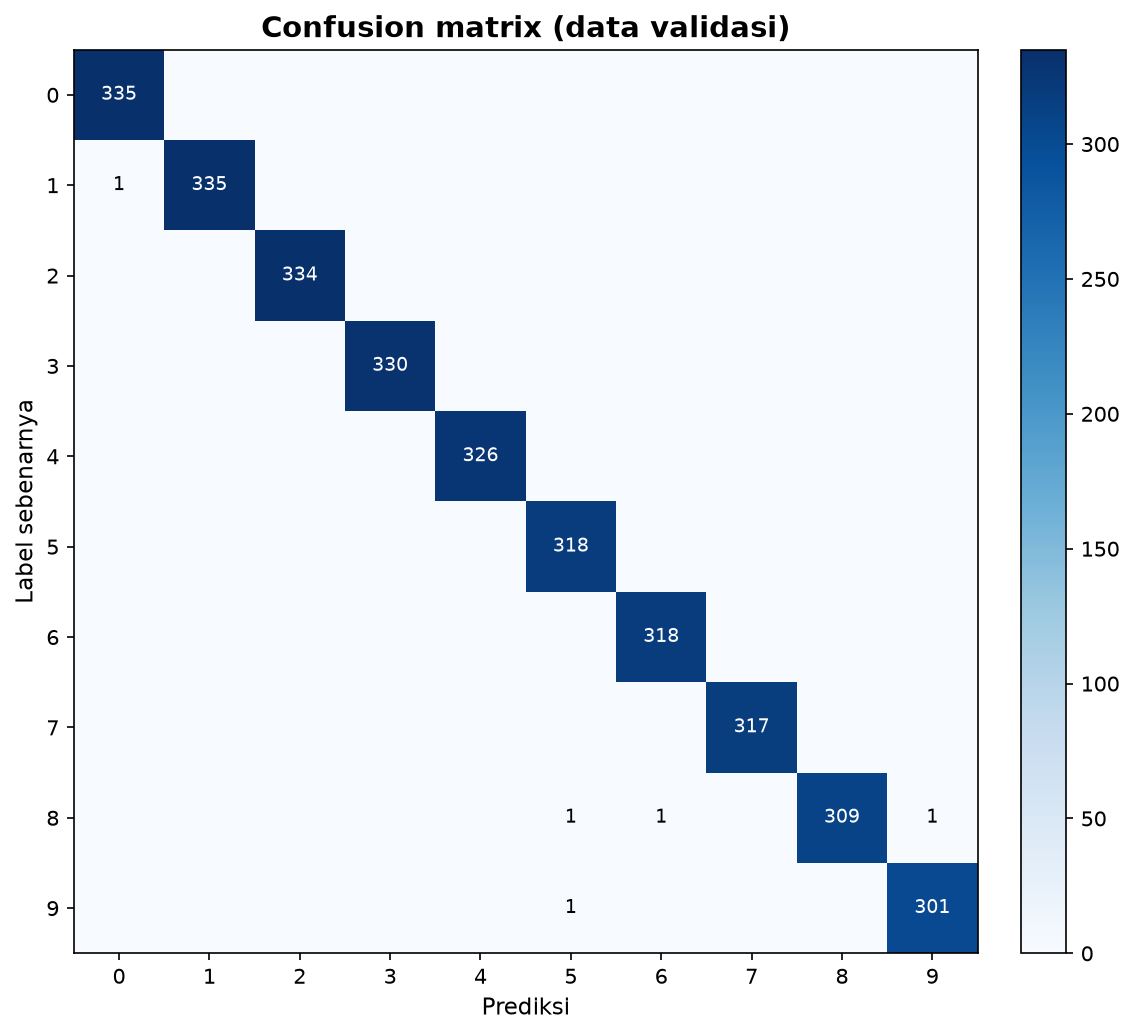 Confusion matrix (data validasi)
Label sebenarnya
0 335
1 1 335
2 334
3 330
4 326
5 318
6 318
7 317
8 1 1 309 1
9 1 301
0 1 2 3 4 5 6 7 8 9
Prediksi
300
250
200
150
100
50
0